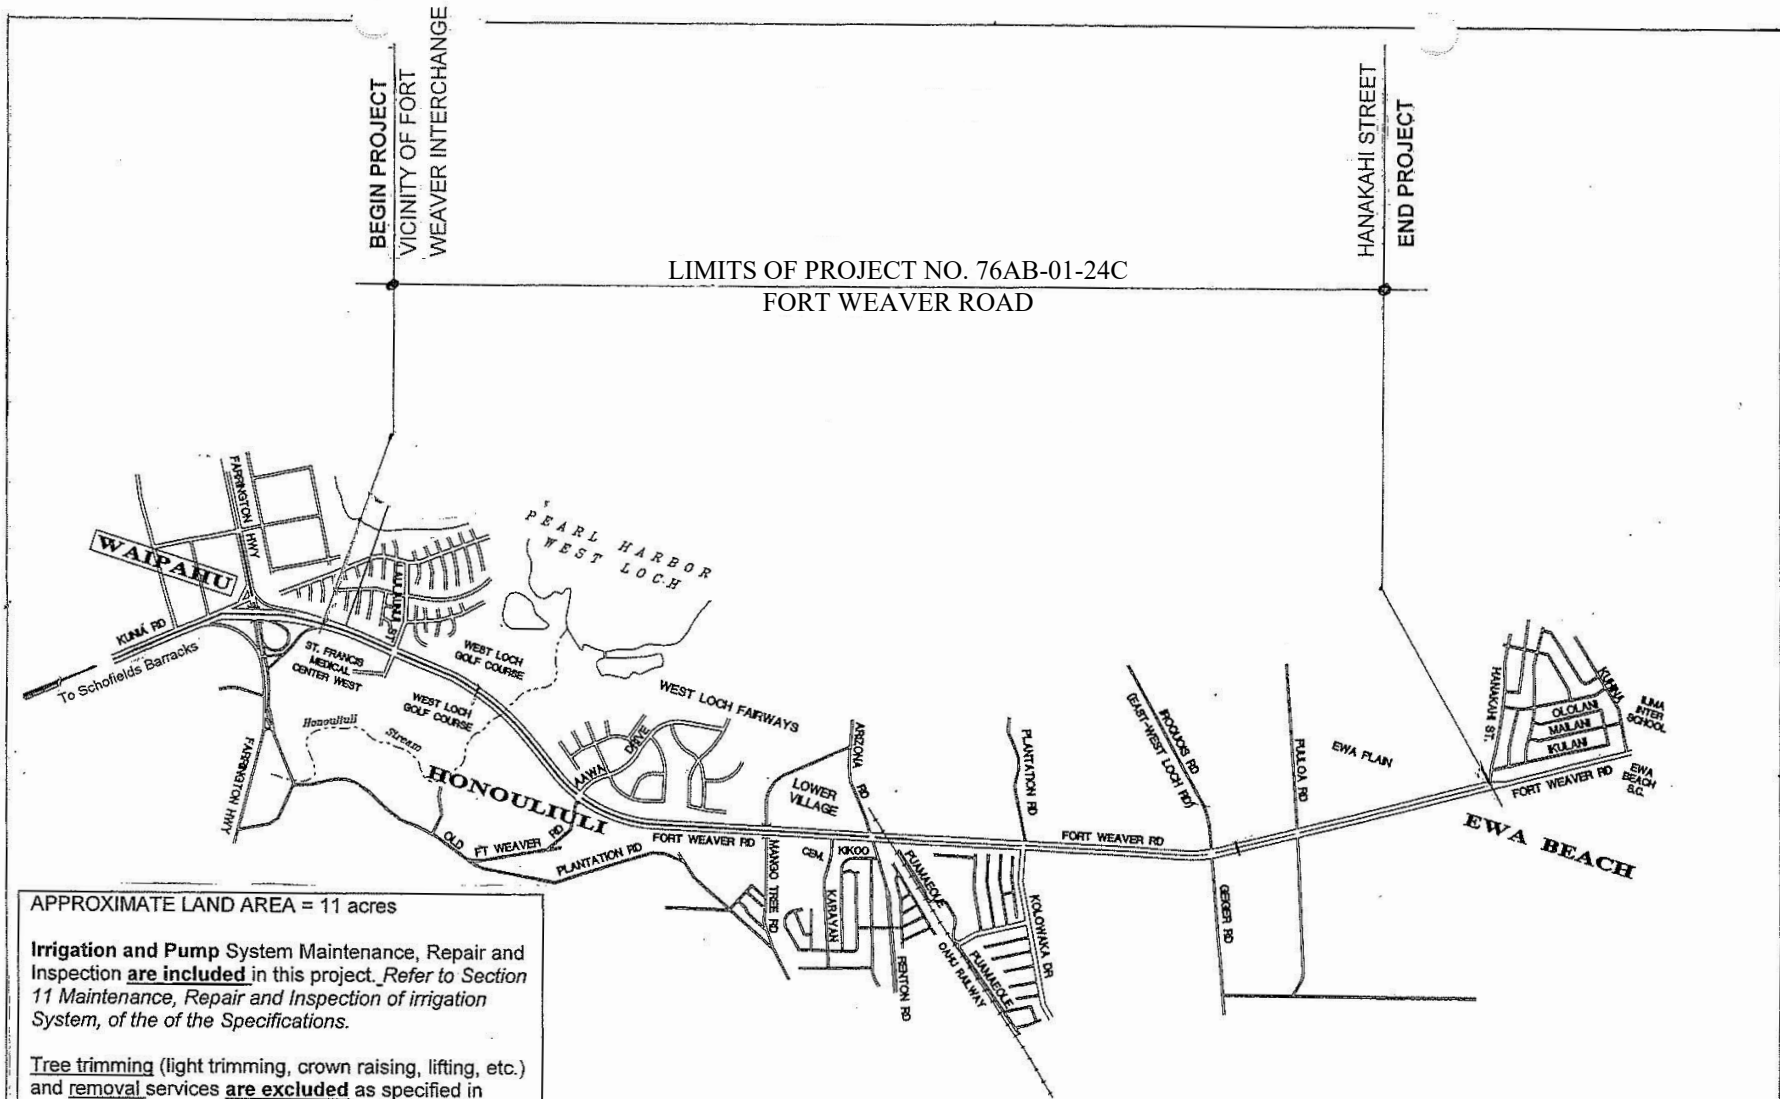 BEGIN PROJECT
VICINITY OF FORT
WEAVER INTERCHANGE
HANAKAHI STREET
END PROJECT
LIMITS OF PROJECT NO. 76AB-01-24C
FORT WEAVER ROAD
FARRINGTON HWY
WAIPAHU
KUNIA RD
To Schofields Barracks
LAULAUNUI ST.
ST. FRANCIS
MEDICAL
CENTER WEST
WEST LOCH
GOLF COURSE
WEST LOCH
GOLF COURSE
PEARL HARBOR
WEST LOCH
WEST LOCH FAIRWAYS
Honouliuli
Stream
FARRINGTON HWY
HONOULIULI
AAWA
DRIVE
OLD
FT WEAVER
RD
PLANTATION RD
FORT WEAVER RD
LOWER
VILLAGE
ARIZONA
RD
MANGO TREE RD
CEM.
KIKOO
KARAYAN
RENTON RD
PUAMAEOLE
OAHU RAILWAY
PUAMAEOLE
PLANTATION RD
KOLOWAKA DR
FORT WEAVER RD
IROQUOIS RD
(EAST-WEST LOCH RD)
GEIGER RD
PULOA RD
EWA PLAIN
HANAKAHI ST.
KUHINA
OLOLANI
MAILANI
IKULANI
ILIMA
INTER
SCHOOL
FORT WEAVER RD
EWA
BEACH
S.C.
EWA BEACH
APPROXIMATE LAND AREA = 11 acres
Irrigation and Pump System Maintenance, Repair and
Inspection are included in this project. Refer to Section
11 Maintenance, Repair and Inspection of irrigation
System, of the of the Specifications.
Tree trimming (light trimming, crown raising, lifting, etc.)
and removal services are excluded as specified in